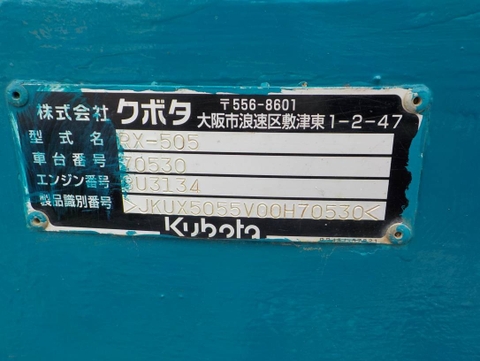 株式会社 クボタ 〒556-8601
大阪市浪速区敷津東1-2-47
型式名 RX-505
車台番号 70530
エンジン番号 3U3134
製品識別番号 >JKUX5055V00H70530<
Kubota